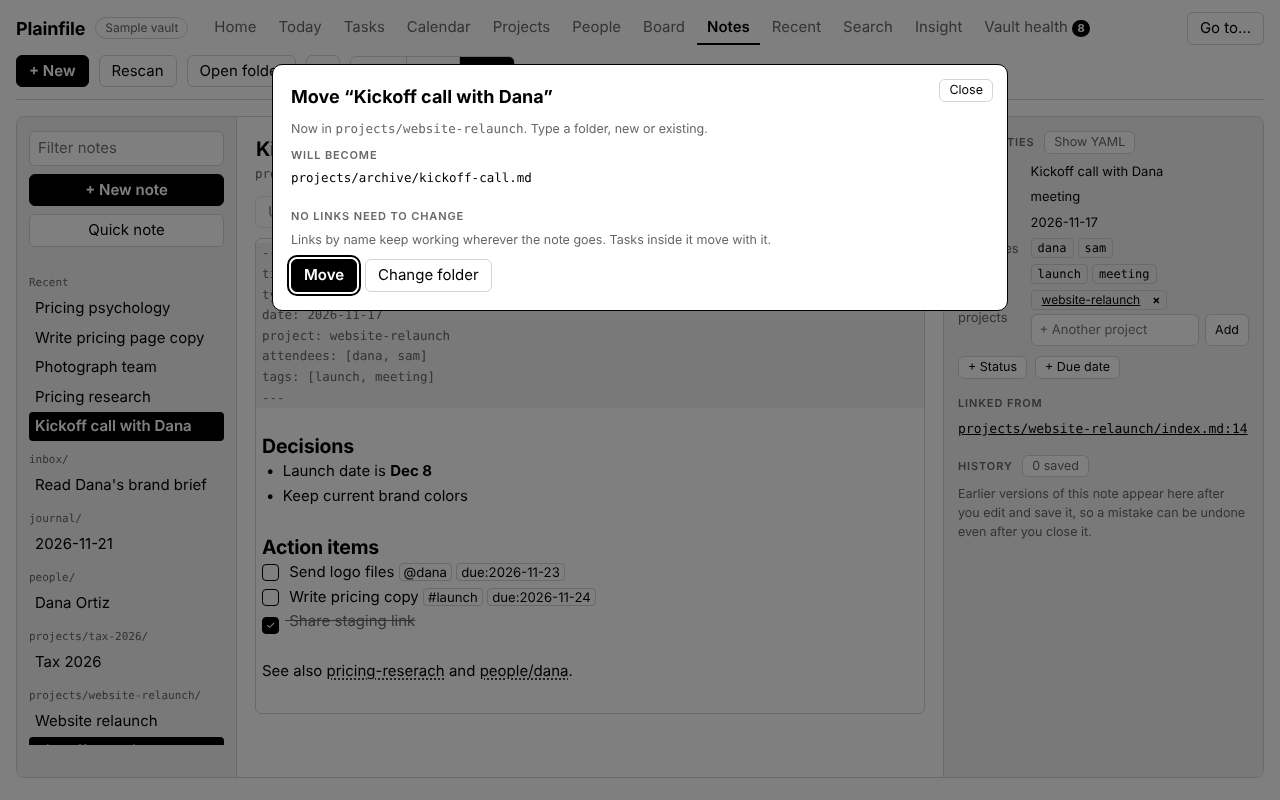 Plainfile
Sample vault
Home
Today
Tasks
Calendar
Projects
People
Board
Notes
Recent
Search
Insight
Vault health 8
Go to...
+ New
Rescan
Open folde
Move “Kickoff call with Dana”
Close
Now in projects/website-relaunch. Type a folder, new or existing.
WILL BECOME
projects/archive/kickoff-call.md
NO LINKS NEED TO CHANGE
Links by name keep working wherever the note goes. Tasks inside it move with it.
Move
Change folder
Filter notes
+ New note
Quick note
Recent
Pricing psychology
Write pricing page copy
Photograph team
Pricing research
Kickoff call with Dana
inbox/
Read Dana's brand brief
journal/
2026-11-21
people/
Dana Ortiz
projects/tax-2026/
Tax 2026
projects/website-relaunch/
Website relaunch
date: 2026-11-17
project: website-relaunch
attendees: [dana, sam]
tags: [launch, meeting]
---
Decisions
• Launch date is Dec 8
• Keep current brand colors
Action items
Send logo files @dana due:2026-11-23
Write pricing copy #launch due:2026-11-24
Share staging link
See also pricing-reserach and people/dana.
TIES
Show YAML
Kickoff call with Dana
meeting
2026-11-17
es
dana
sam
launch
meeting
website-relaunch ×
projects
+ Another project
Add
+ Status
+ Due date
LINKED FROM
projects/website-relaunch/index.md:14
HISTORY
0 saved
Earlier versions of this note appear here after
you edit and save it, so a mistake can be undone
even after you close it.